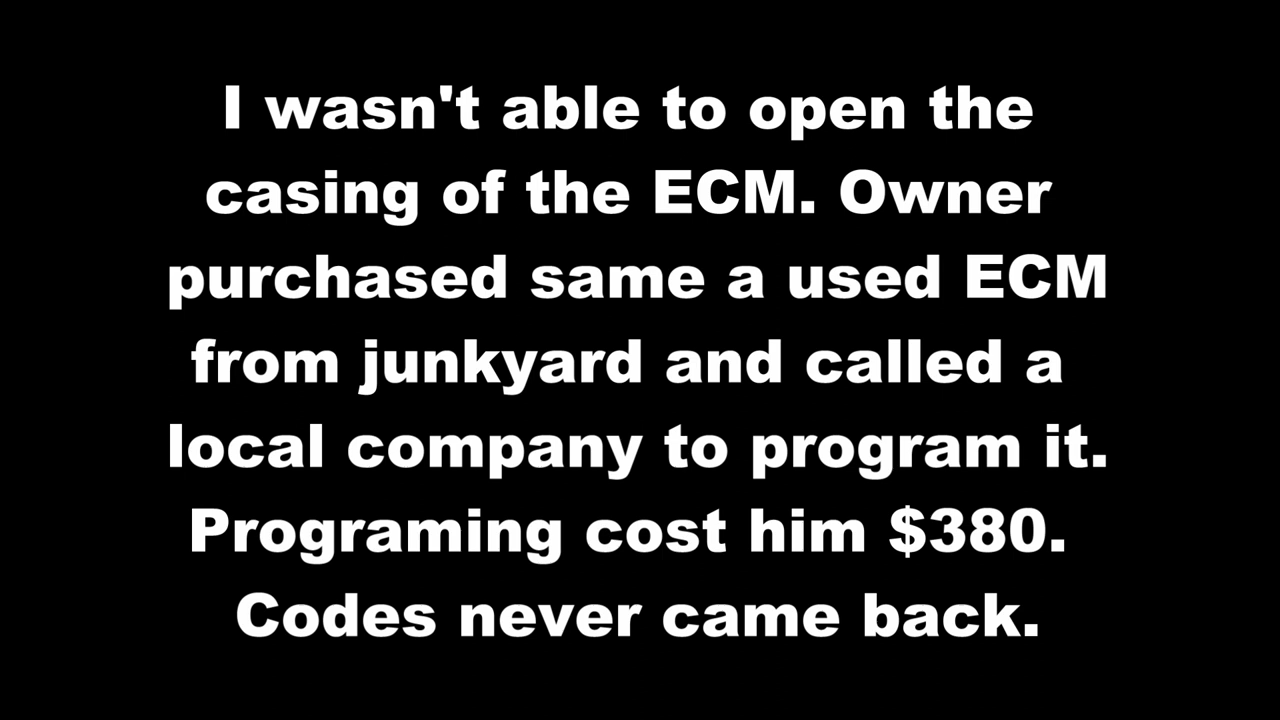 I wasn't able to open the
casing of the ECM. Owner
purchased same a used ECM
from junkyard and called a
local company to program it.
Programing cost him $380.
Codes never came back.